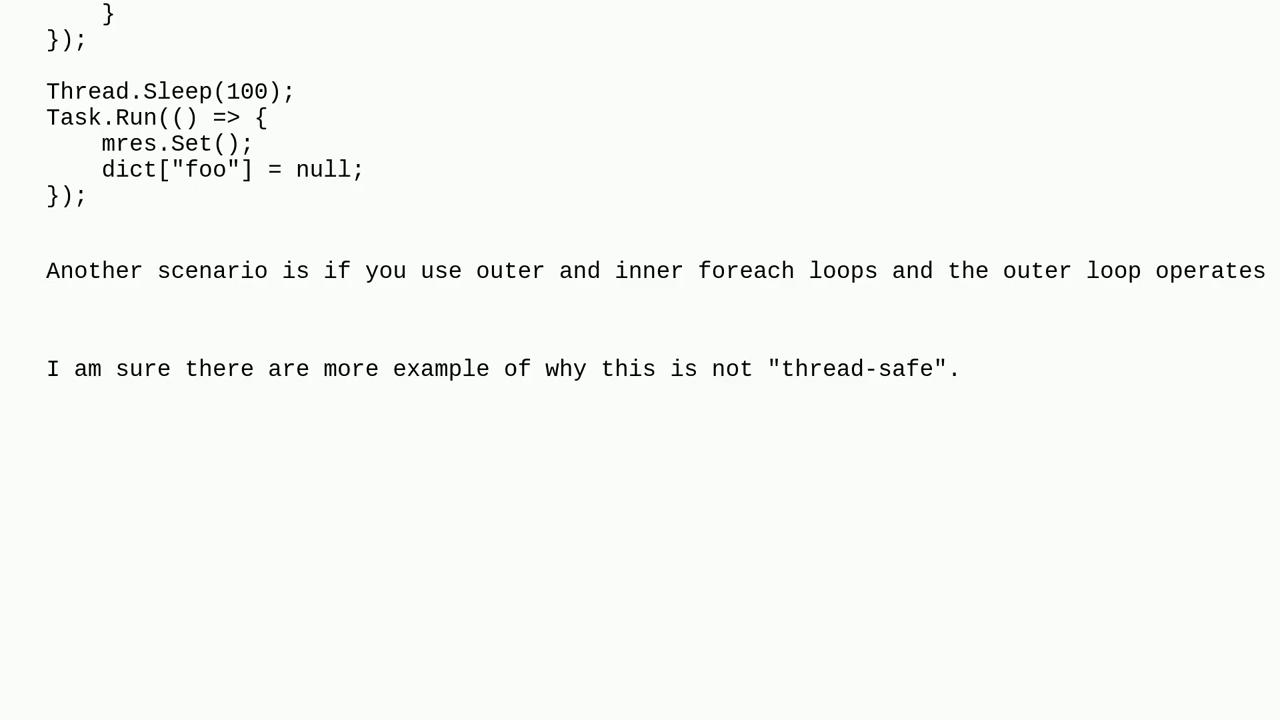 }
});

Thread.Sleep(100);
Task.Run(() => {
    mres.Set();
    dict["foo"] = null;
});

Another scenario is if you use outer and inner foreach loops and the outer loop operates

I am sure there are more example of why this is not "thread-safe".